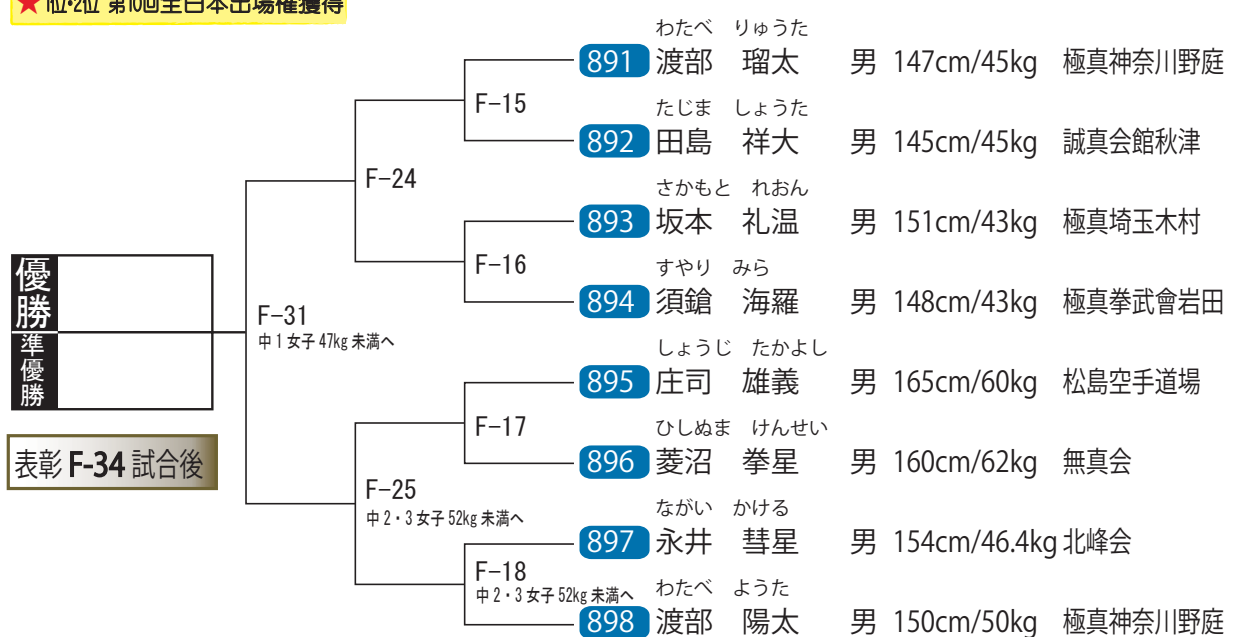 ★1位・2位 第10回全日本出場権獲得
わたべ りゅうた
891 渡部 瑠太 男 147cm/45kg 極真神奈川野庭
F-15
たじま しょうた
892 田島 祥大 男 145cm/45kg 誠真会館秋津
F-24
さかもと れおん
893 坂本 礼温 男 151cm/43kg 極真埼玉木村
F-16
すやり みら
894 須鎗 海羅 男 148cm/43kg 極真拳武會岩田
優勝
F-31
中1女子47kg未満へ
準優勝
しょうじ たかよし
895 庄司 雄義 男 165cm/60kg 松島空手道場
F-17
ひしぬま けんせい
896 菱沼 拳星 男 160cm/62kg 無真会
表彰 F-34 試合後
F-25
中2・3女子52kg未満へ
ながい かける
897 永井 彗星 男 154cm/46.4kg 北峰会
F-18
中2・3女子52kg未満へ
わたべ ようた
898 渡部 陽太 男 150cm/50kg 極真神奈川野庭